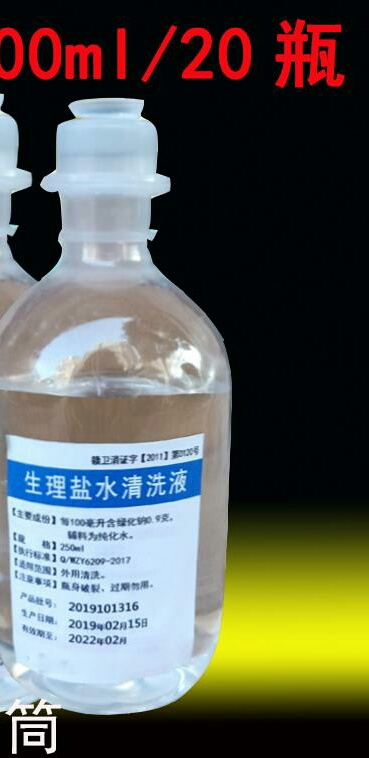 00ml/20 瓶
赣卫消证字【2011】第0120号
生理盐水清洗液
【主要成份】每100毫升含氯化钠0.9克。
辅料为纯化水。
【规 格】250ml
【执行标准】Q/WZY6209-2017
【适用范围】外用清洗。
【注意事项】瓶身破裂、过期勿用。
产品批号: 2019101316
生产日期: 2019年02月15日
有效期至: 2022年02月
筒